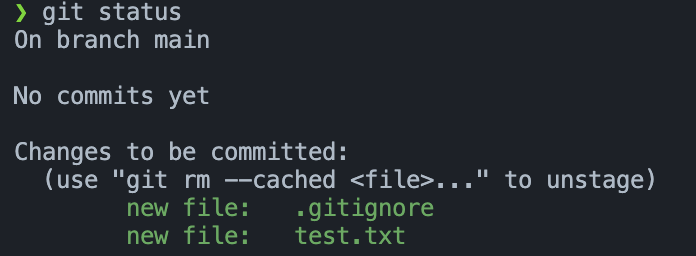 ❯ git status
On branch main
No commits yet
Changes to be committed:
(use "git rm --cached <file>..." to unstage)
new file: .gitignore
new file: test.txt